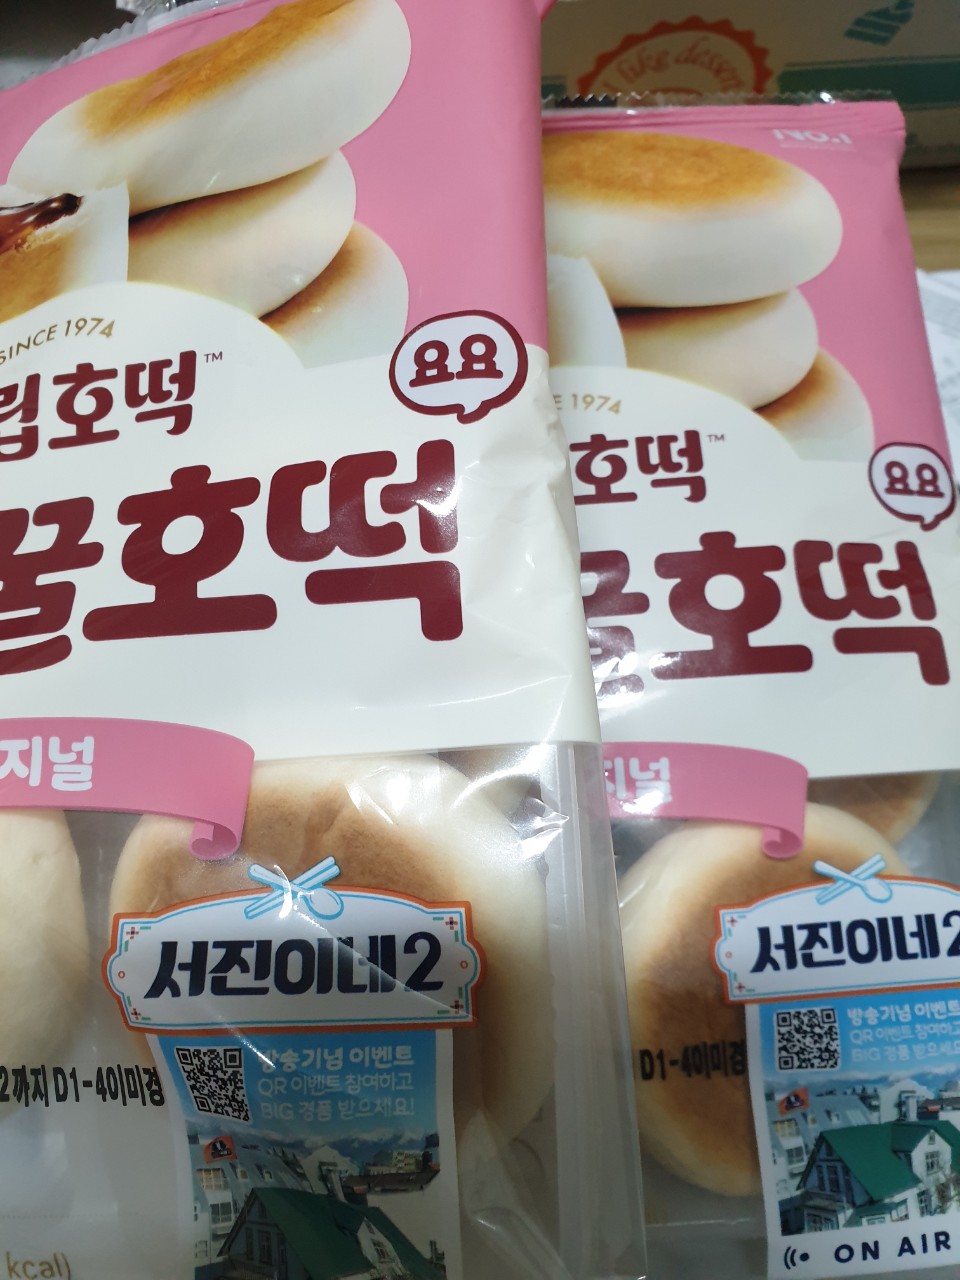 SINCE 1974
립호떡™
요요
꿀호떡
지널
서진이네2
방송기념 이벤트
QR 이벤트 참여하고
BIG 경품 받으세요!
2까지 D1-4이미경
kcal)
like dessert
NO.1
E 1974
호떡™
요요
꿀호떡
지널
서진이네2
방송기념 이벤트
QR 이벤트 참여하고
BIG 경품 받으세요
D1-4이미경
ON AIR